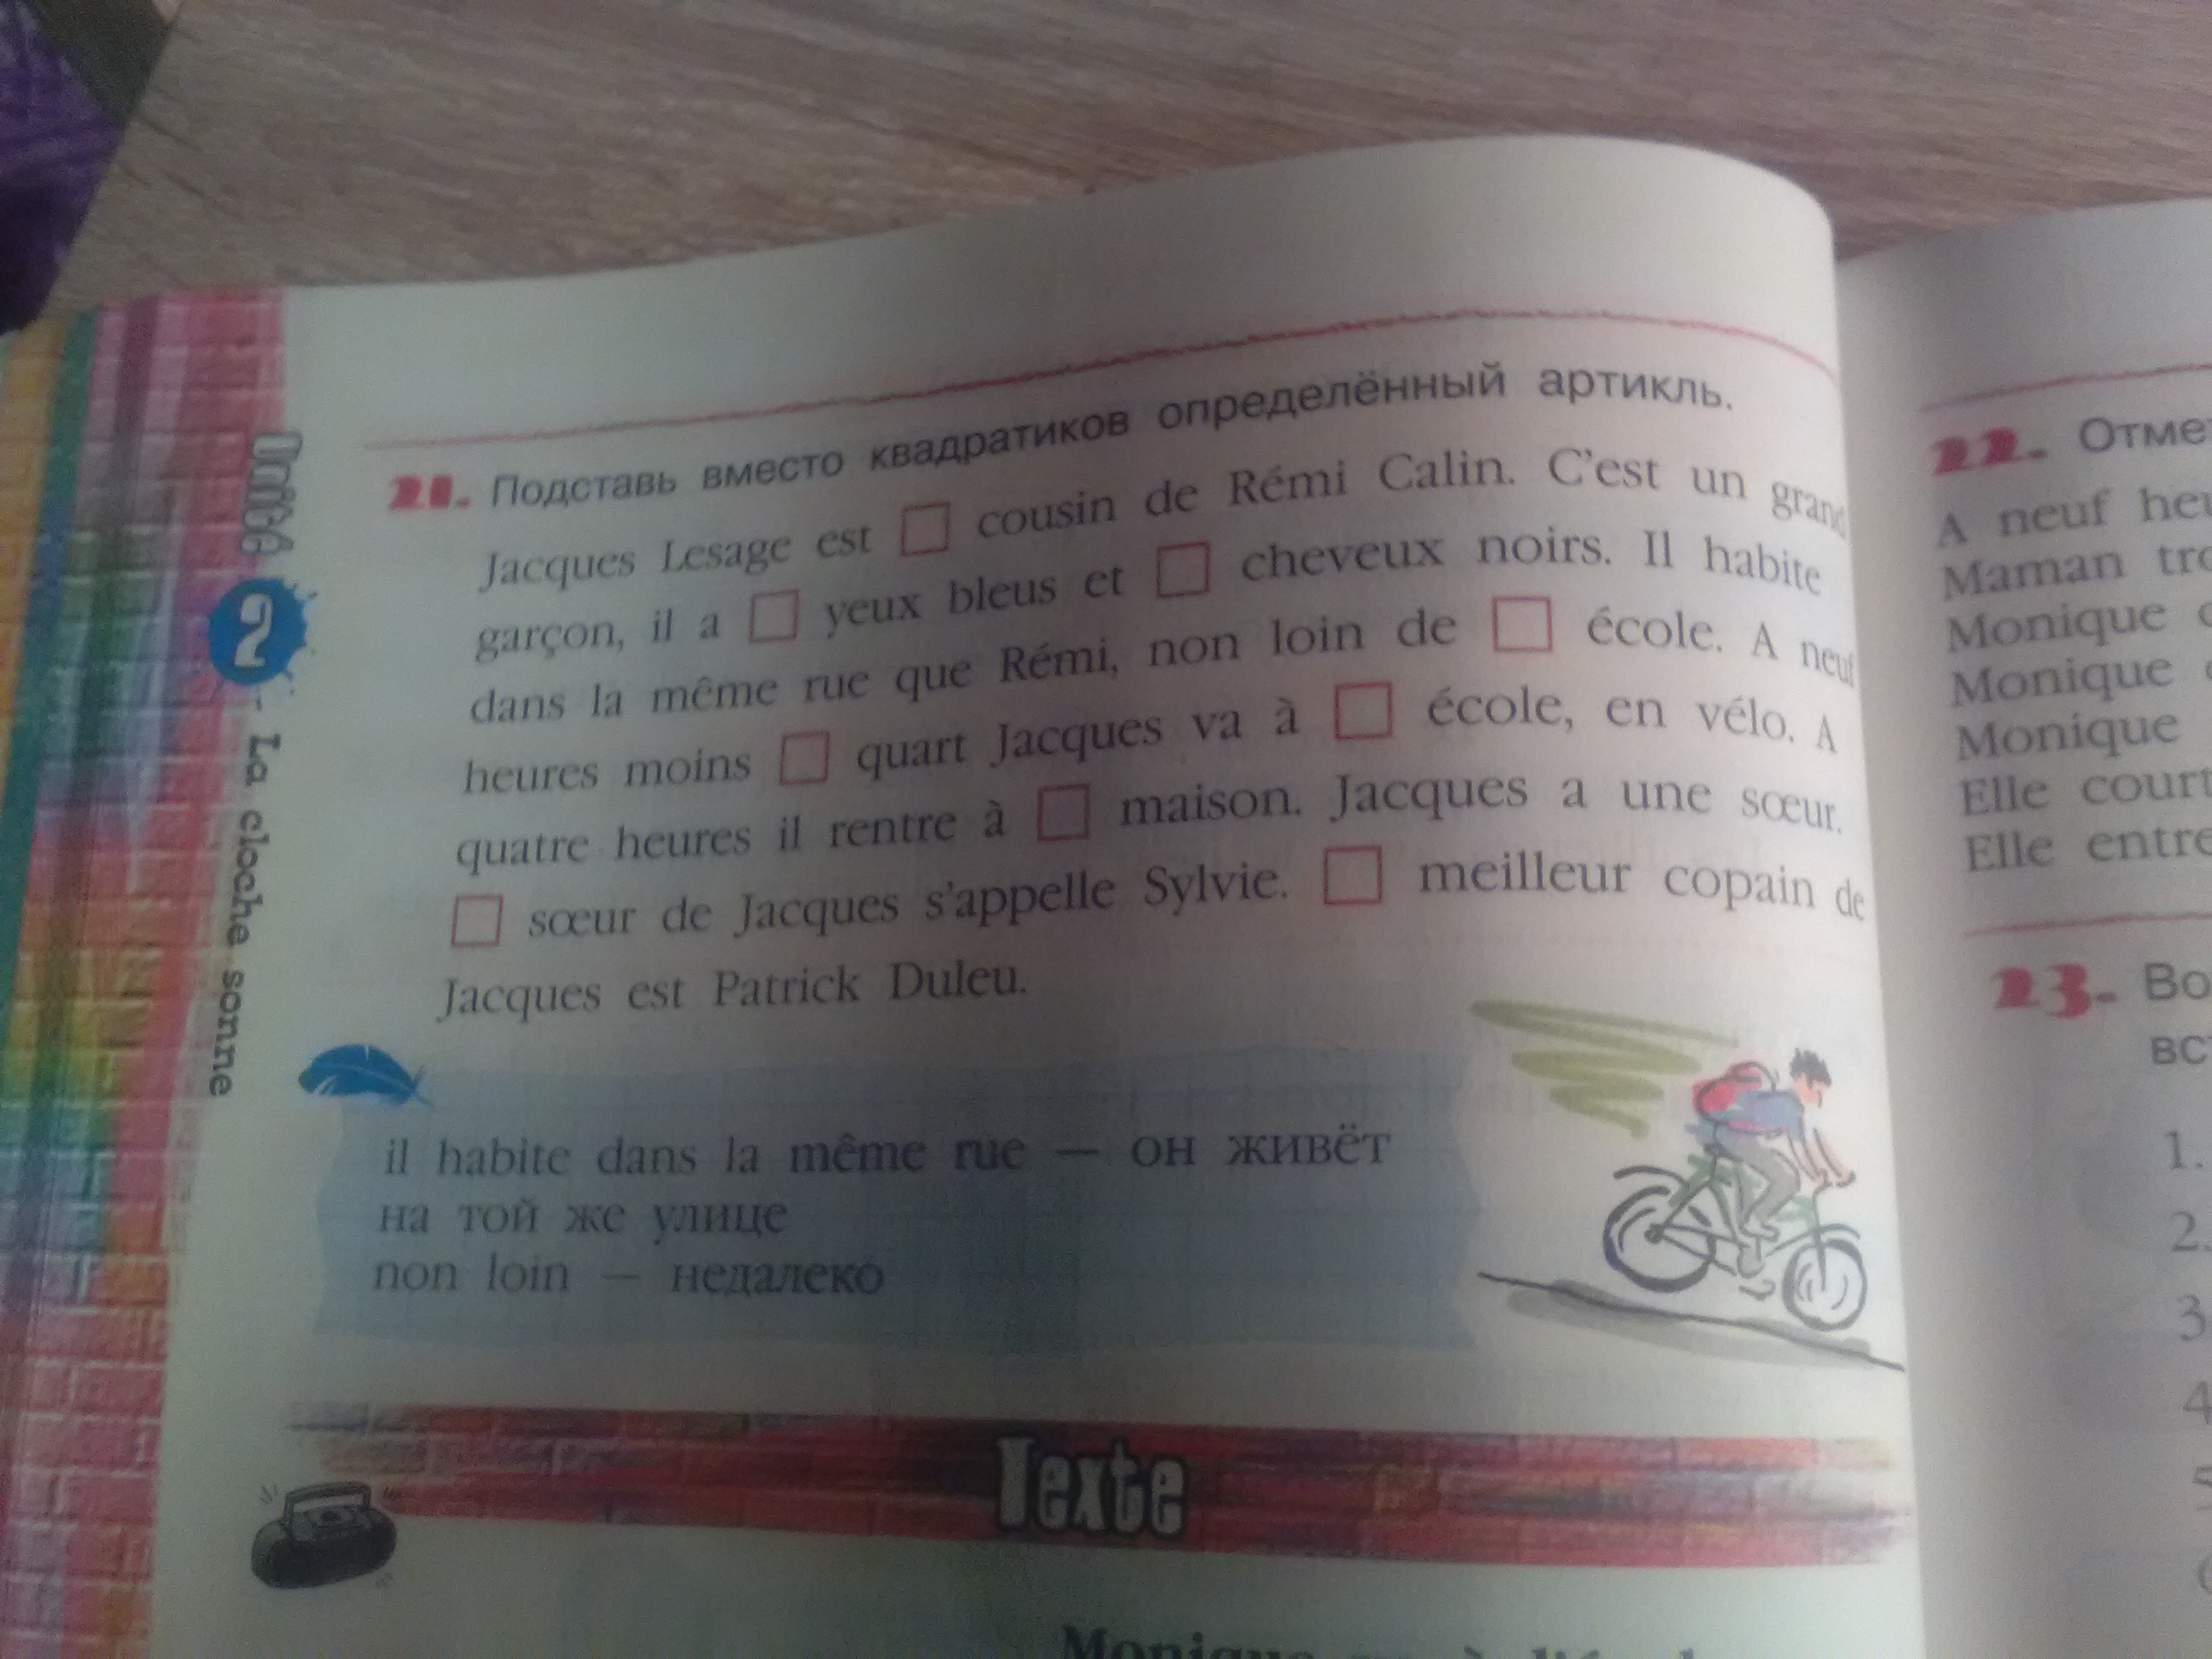 Unité 2 - La cloche sonne
21. Подставь вместо квадратиков определённый артикль.
Jacques Lesage est □ cousin de Rémi Calin. C'est un grand
garçon, il a □ yeux bleus et □ cheveux noirs. Il habite
dans la même rue que Rémi, non loin de □ école. A neuf
heures moins □ quart Jacques va à □ école, en vélo. A
quatre heures il rentre à □ maison. Jacques a une sœur.
□ sœur de Jacques s'appelle Sylvie. □ meilleur copain de
Jacques est Patrick Duleu.
il habite dans la même rue — он живёт
на той же улице
non loin — недалеко
Texte
22. Отме
A neuf heu
Maman tro
Monique
Monique
Monique
Elle court
Elle entre
23. Во
вс
1.
2.
3
4
5